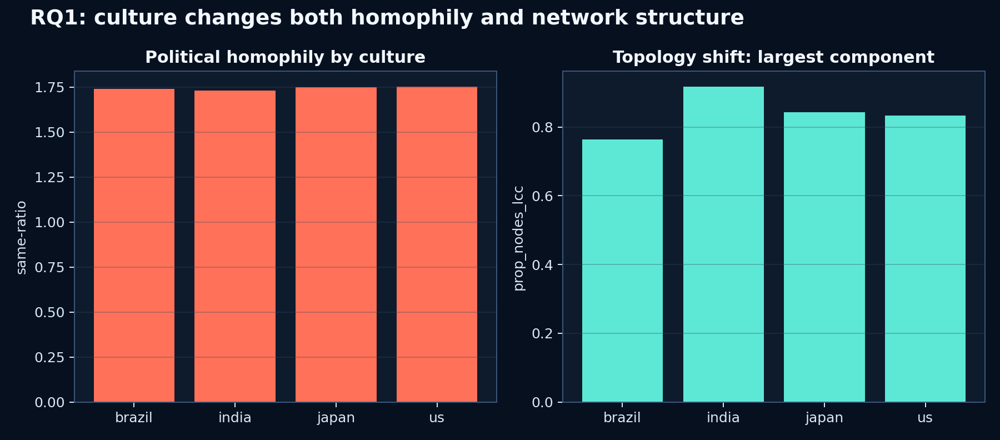 RQ1: culture changes both homophily and network structure
Political homophily by culture
same-ratio
1.75
1.50
1.25
1.00
0.75
0.50
0.25
0.00
brazil india japan us
Topology shift: largest component
prop_nodes_lcc
0.8
0.6
0.4
0.2
0.0
brazil india japan us